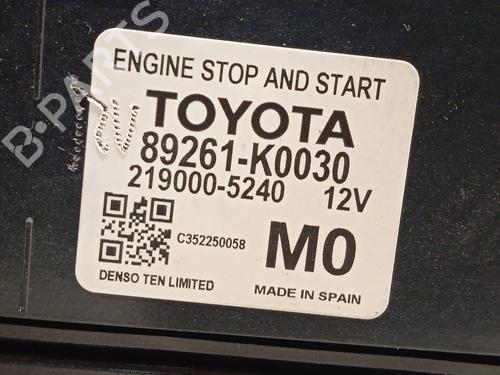 ENGINE STOP AND START
TOYOTA
89261-K0030
219000-5240 12V
C352250058
M0
DENSO TEN LIMITED
MADE IN SPAIN
B-PARTS